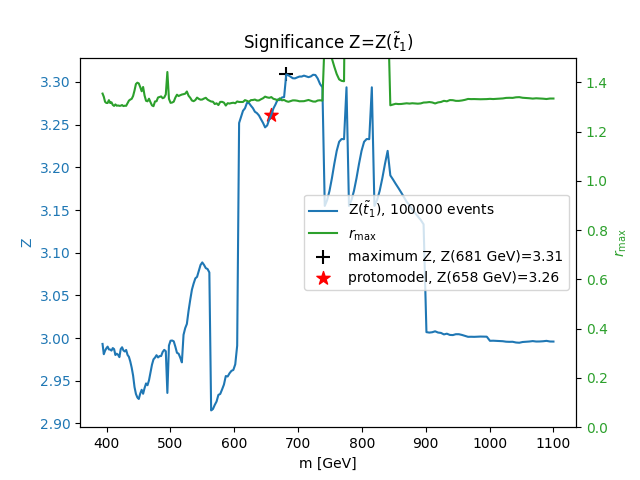 Significance Z=Z(t̃₁)
3.30
3.25
3.20
3.15
3.10
3.05
3.00
2.95
2.90
Z
1.4
1.2
1.0
0.8
0.6
0.4
0.2
0.0
r_max
Z(t̃₁), 100000 events
r_max
maximum Z, Z(681 GeV)=3.31
protomodel, Z(658 GeV)=3.26
400 500 600 700 800 900 1000 1100
m [GeV]